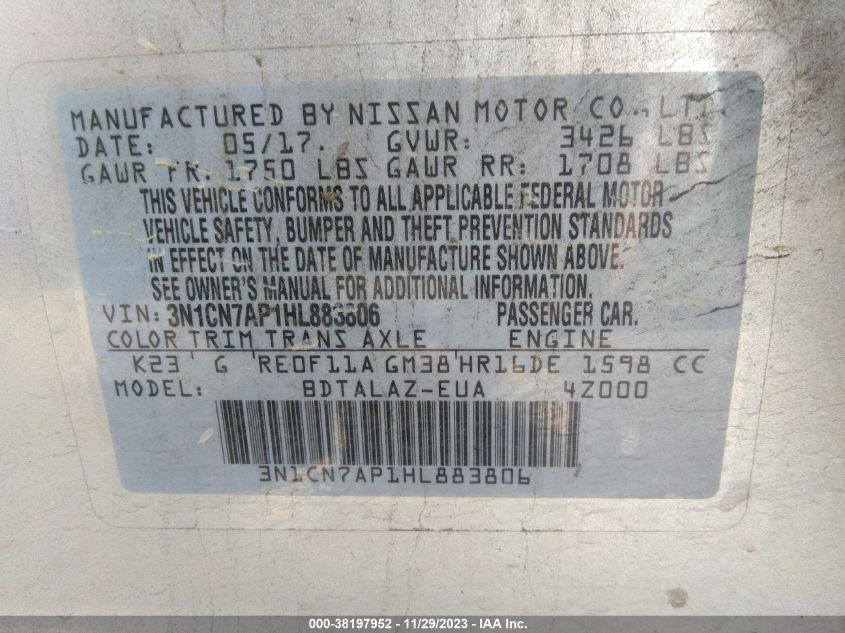 MANUFACTURED BY NISSAN MOTOR CO., LTD.
DATE: 05/17. GVWR: 3426 LBS
GAWR FR: 1750 LBS GAWR RR: 1708 LBS
THIS VEHICLE CONFORMS TO ALL APPLICABLE FEDERAL MOTOR
VEHICLE SAFETY, BUMPER AND THEFT PREVENTION STANDARDS
IN EFFECT ON THE DATE OF MANUFACTURE SHOWN ABOVE.
SEE OWNER'S MANUAL FOR ADDITIONAL INFORMATION.
VIN: 3N1CN7AP1HL883806 PASSENGER CAR.
COLOR TRIM TRANS AXLE ENGINE
K23 G RE0F11A GM38 HR16DE 1598 CC
MODEL: BDTALAZ-EUA 4Z000
3N1CN7AP1HL883806
000-38197952 - 11/29/2023 - IAA Inc.